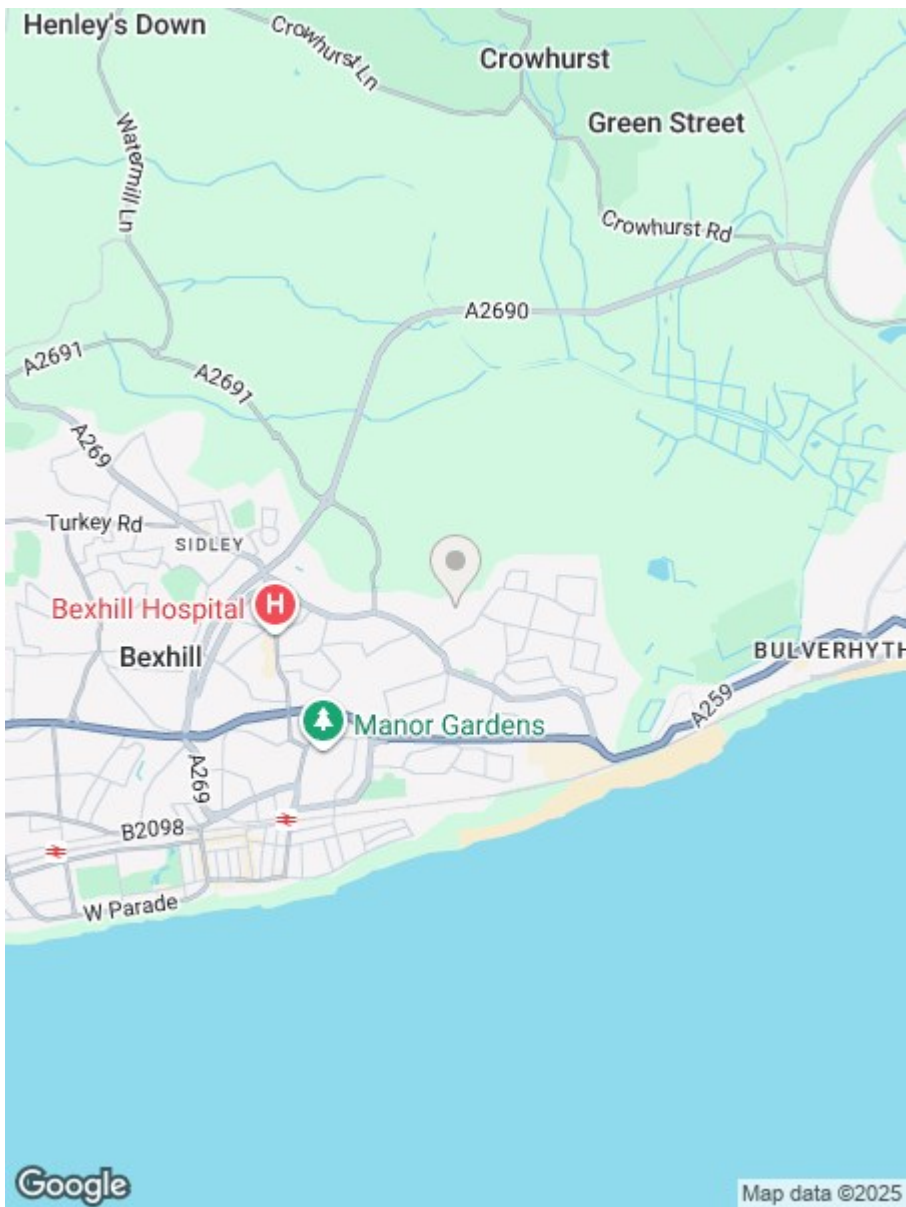 Henley's Down
Crowhurst Ln
Crowhurst
Green Street
Watermill Ln
Crowhurst Rd
A2690
A2691
A2691
A269
Turkey Rd
SIDLEY
Bexhill Hospital
H
Bexhill
BULVERHYTH
A259
Manor Gardens
A269
B2098
W Parade
Google
Map data ©2025